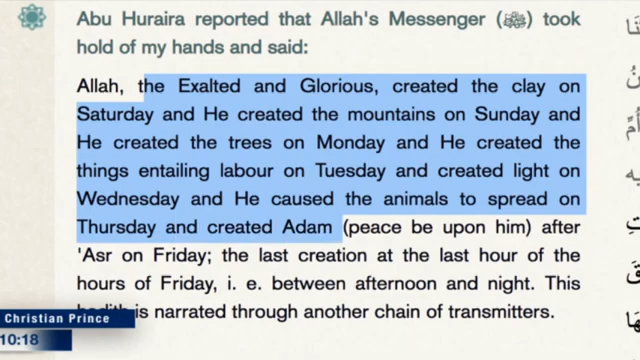 Abu Huraira reported that Allah's Messenger (ﷺ) took
hold of my hands and said:
Allah, the Exalted and Glorious, created the clay on
Saturday and He created the mountains on Sunday and
He created the trees on Monday and He created the
things entailing labour on Tuesday and created light on
Wednesday and He caused the animals to spread on
Thursday and created Adam (peace be upon him) after
'Asr on Friday; the last creation at the last hour of the
hours of Friday, i. e. between afternoon and night. This
is narrated through another chain of transmitters.
Christian Prince
10:18